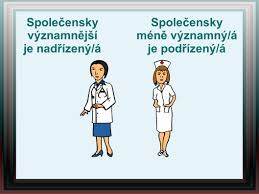 Společensky
významnější
je nadřízený/á
Společensky
méně významný/á
je podřízený/á